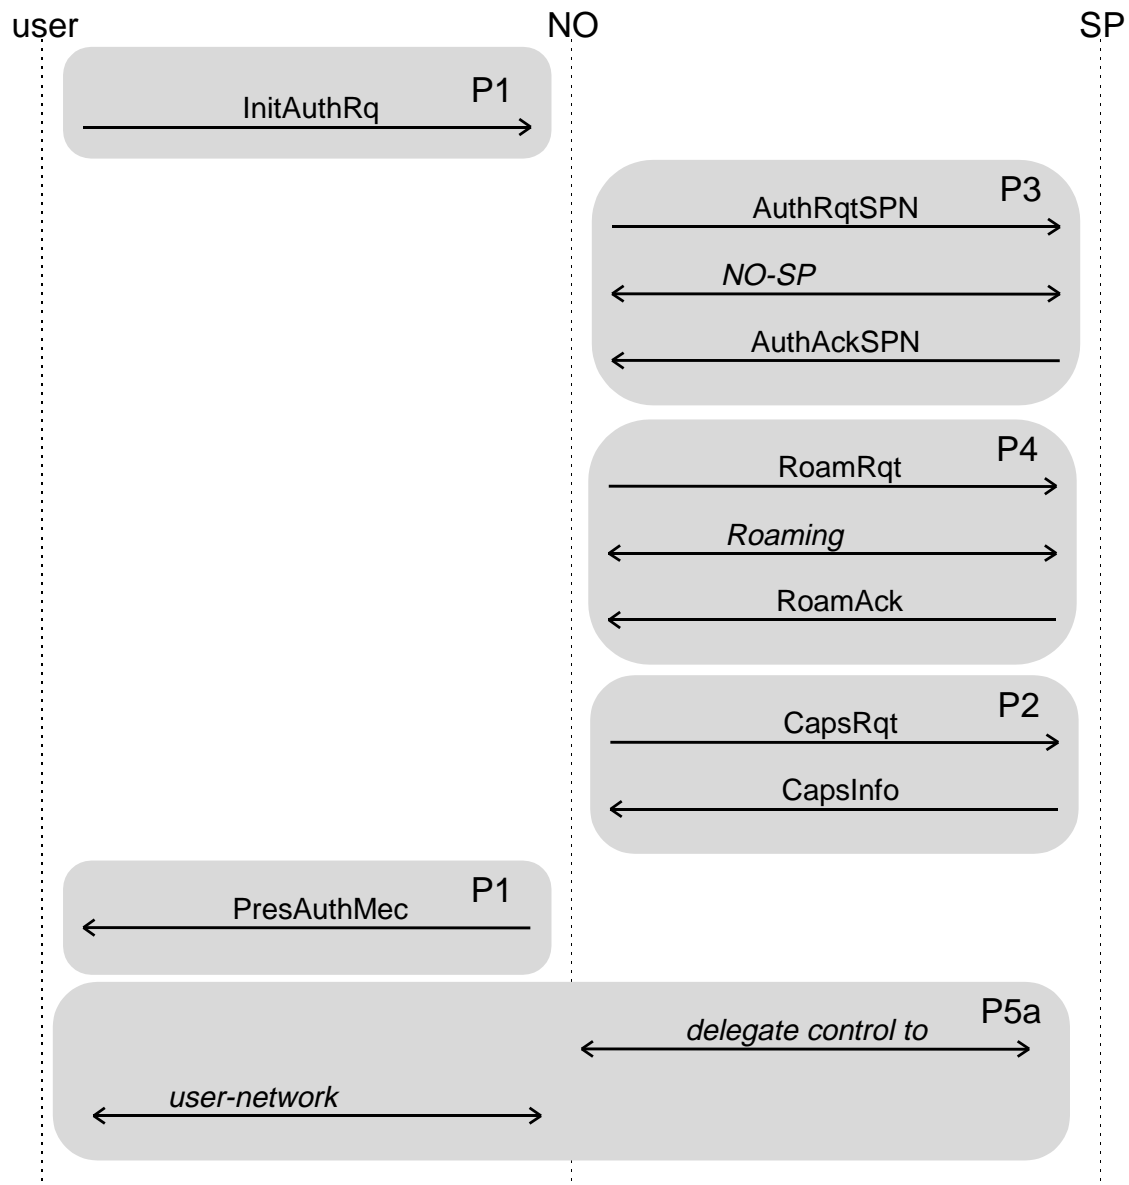 user NO SP
P1
InitAuthRq
P3
AuthRqtSPN
NO-SP
AuthAckSPN
P4
RoamRqt
Roaming
RoamAck
P2
CapsRqt
CapsInfo
P1
PresAuthMec
P5a
delegate control to
user-network